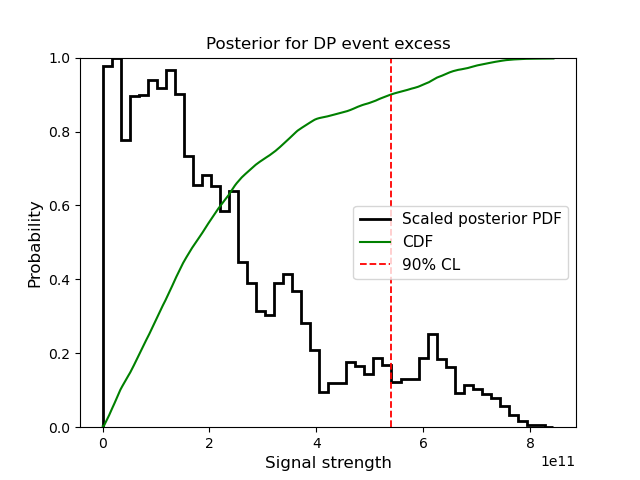 Posterior for DP event excess
1.0
0.8
0.6
0.4
0.2
0.0
Probability
Scaled posterior PDF
CDF
90% CL
0 2 4 6 8
1e11
Signal strength